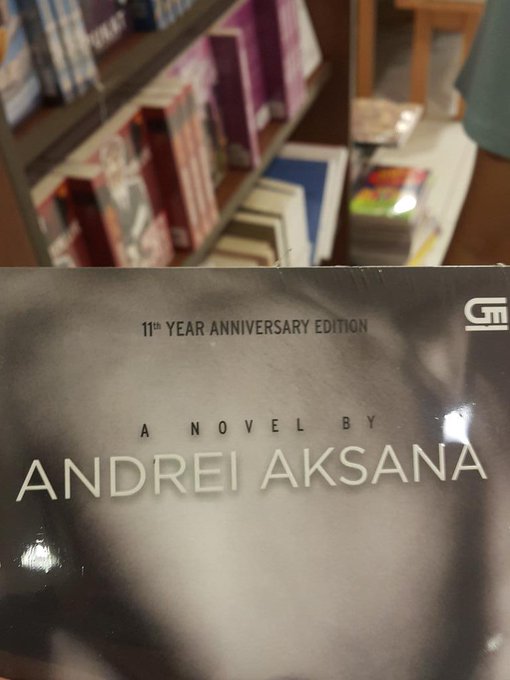 11th YEAR ANNIVERSARY EDITION
A NOVEL BY
ANDREI AKSANA